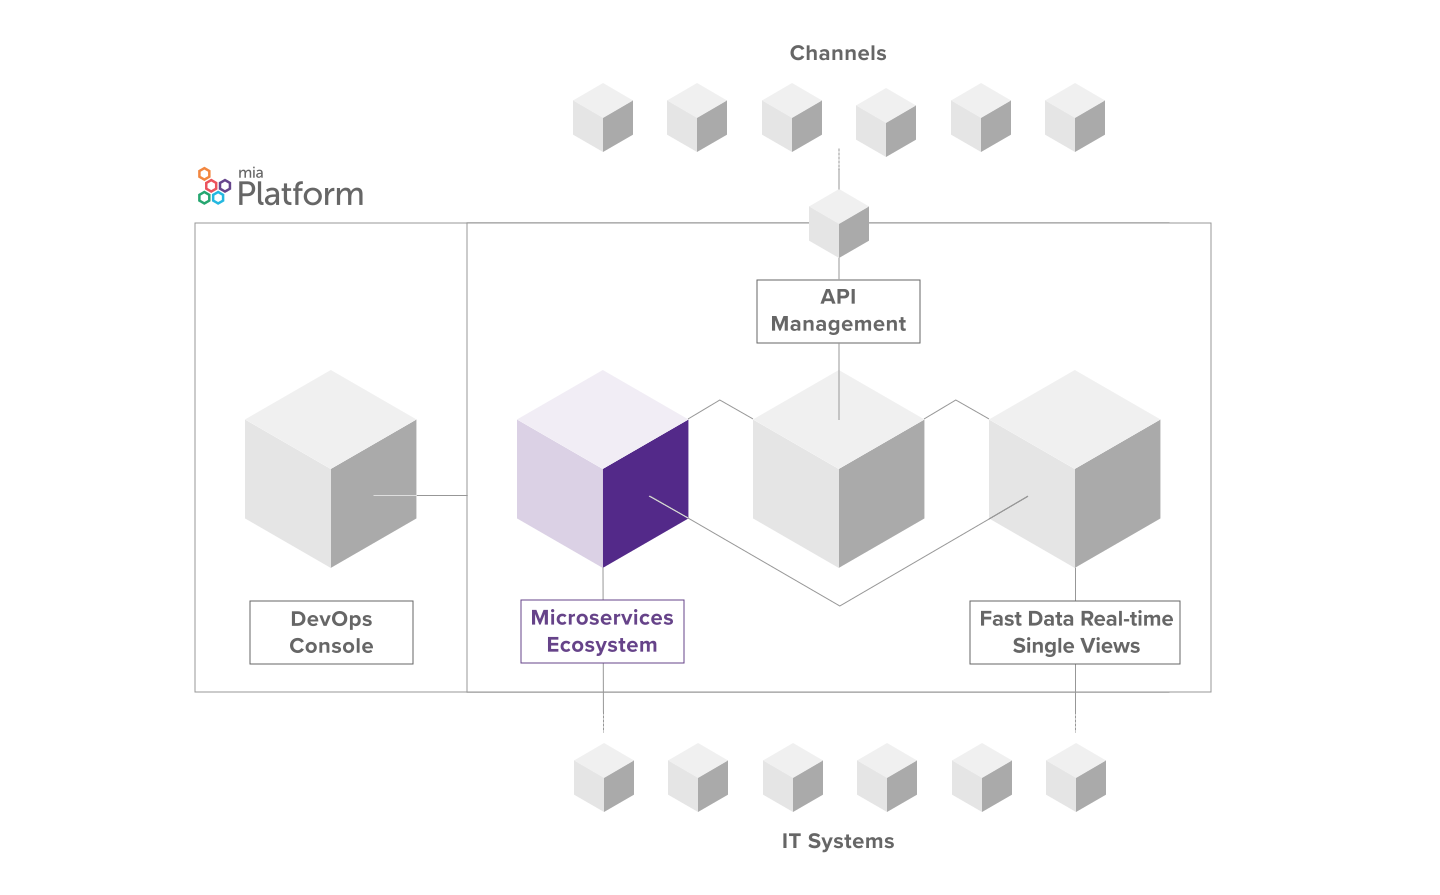 Channels
mia
Platform
API
Management
DevOps
Console
Microservices
Ecosystem
Fast Data Real-time
Single Views
IT Systems